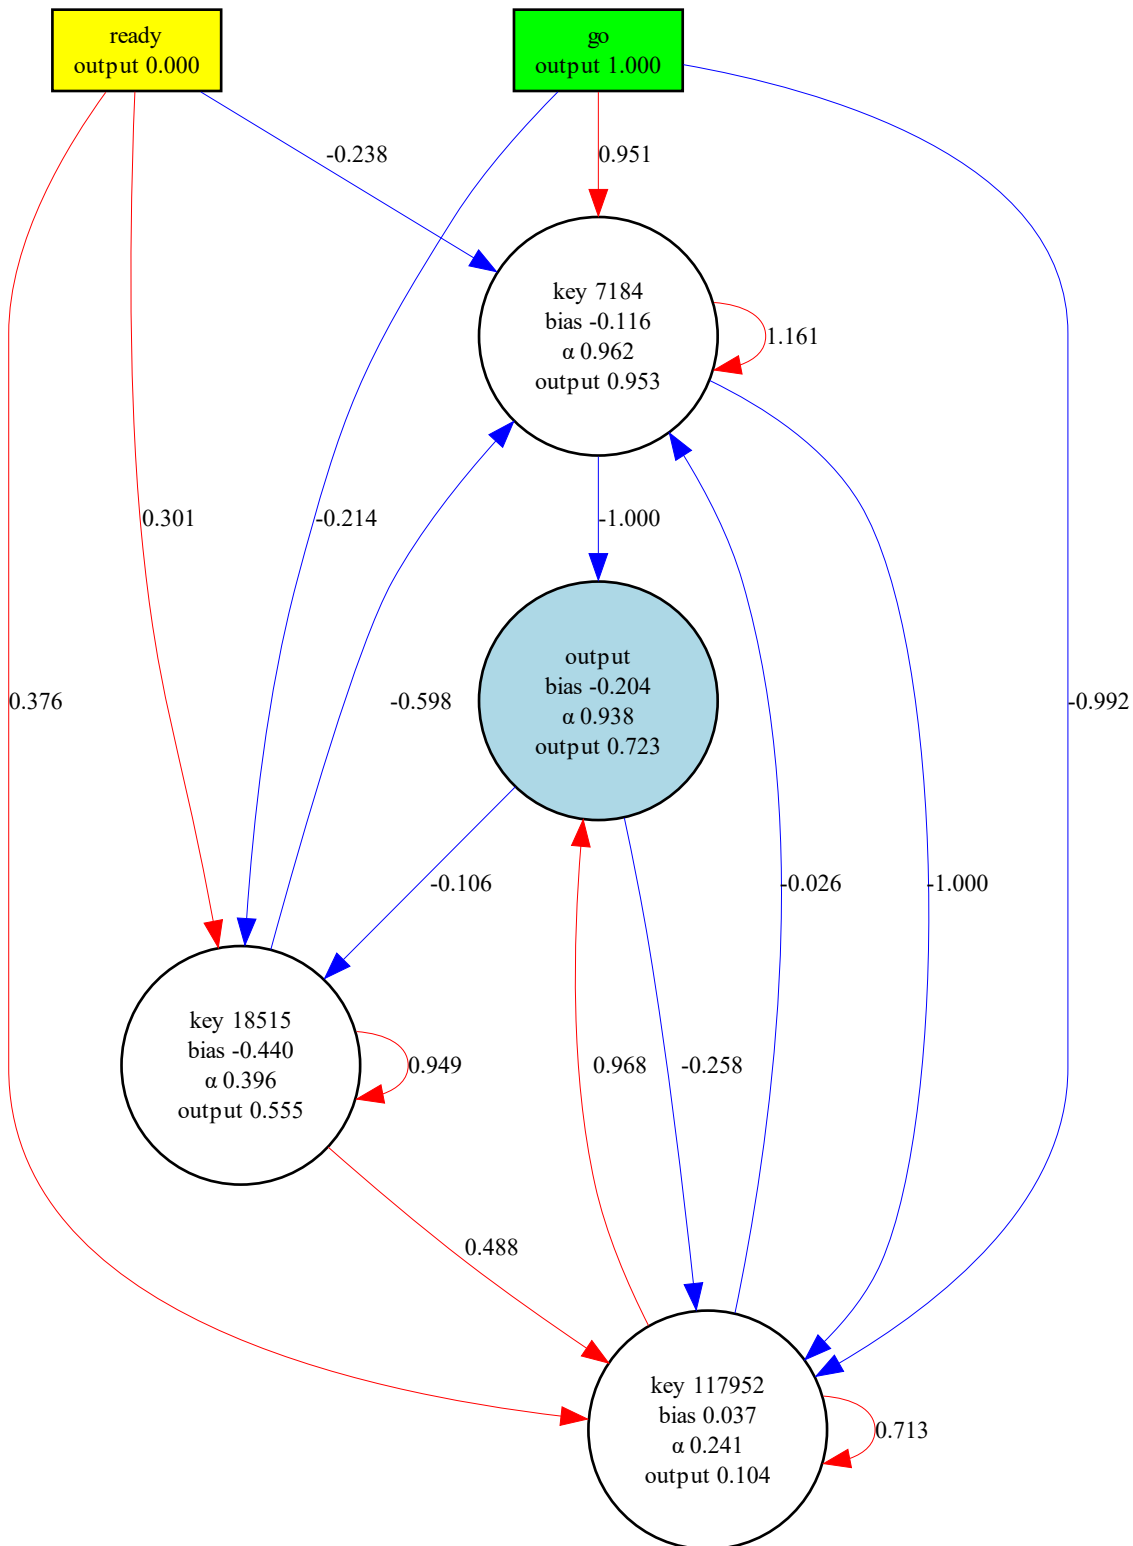 ready
output 0.000
go
output 1.000
-0.238
0.951
key 7184
bias -0.116
α 0.962
output 0.953
1.161
0.301
-0.214
-1.000
output
bias -0.204
α 0.938
output 0.723
0.376
-0.598
-0.992
-0.106
-0.026
-1.000
key 18515
bias -0.440
α 0.396
output 0.555
0.949
0.968
-0.258
0.488
key 117952
bias 0.037
α 0.241
output 0.104
0.713